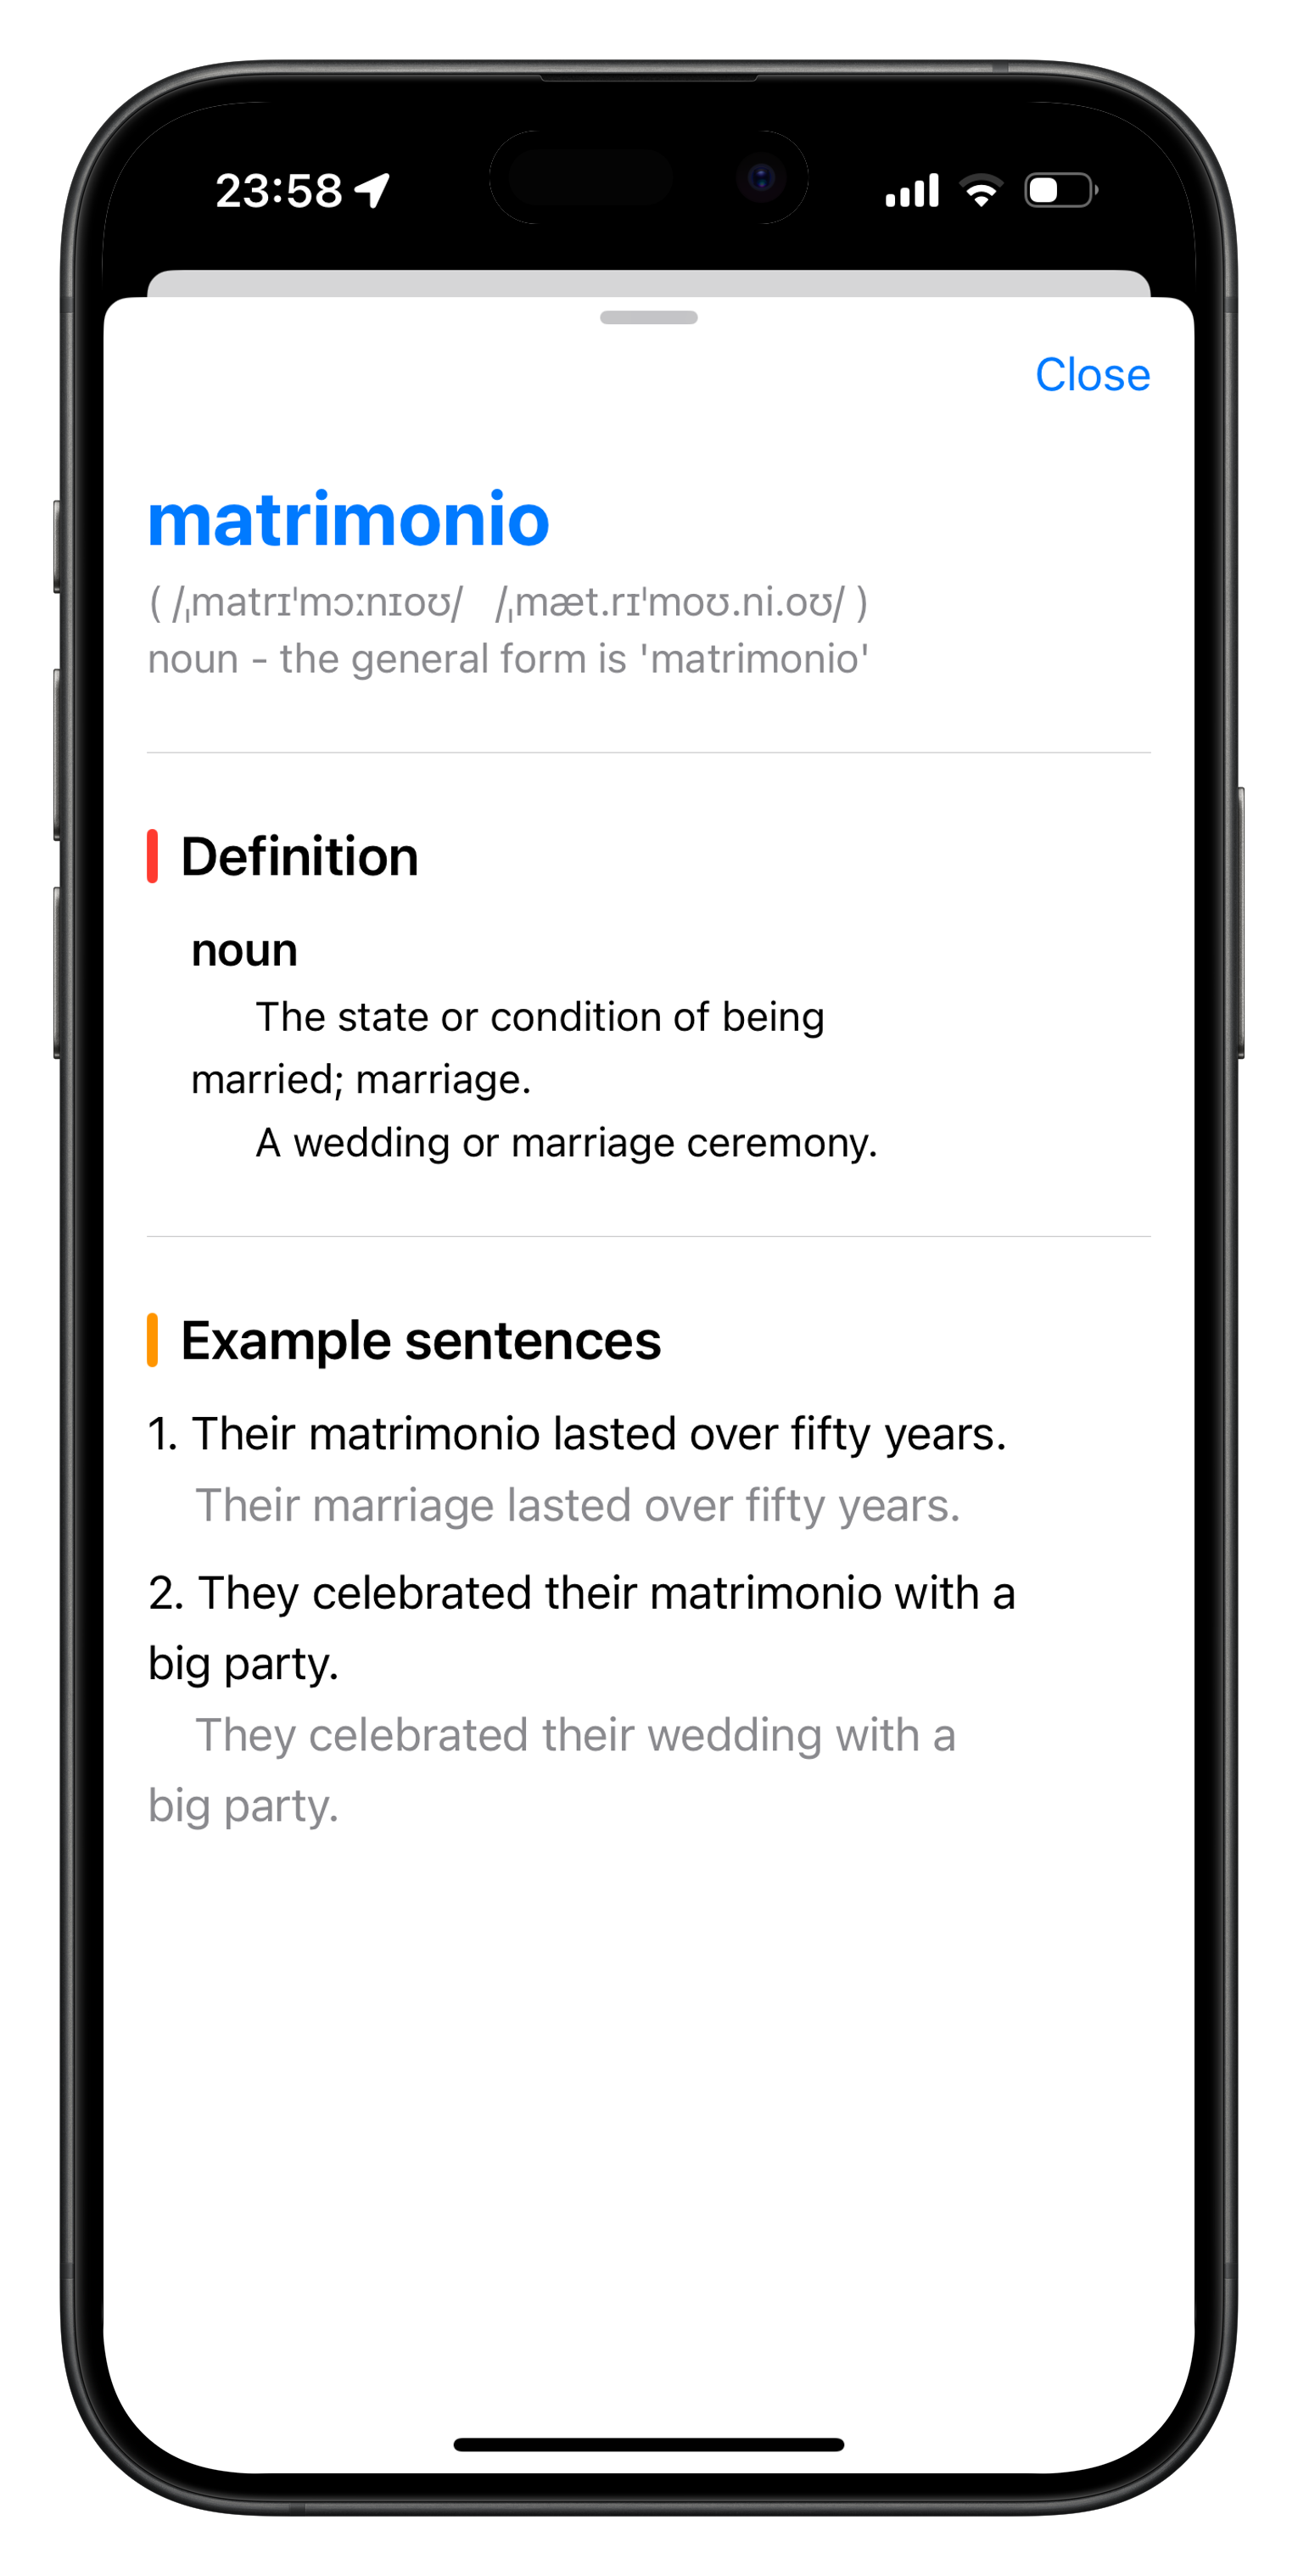 23:58
Close
matrimonio
( /ˌmatrɪˈmɔːnɪoʊ/ /ˌmæt.rɪˈmoʊ.ni.oʊ/ )
noun - the general form is 'matrimonio'
Definition
noun
The state or condition of being
married; marriage.
A wedding or marriage ceremony.
Example sentences
1. Their matrimonio lasted over fifty years.
Their marriage lasted over fifty years.
2. They celebrated their matrimonio with a
big party.
They celebrated their wedding with a
big party.